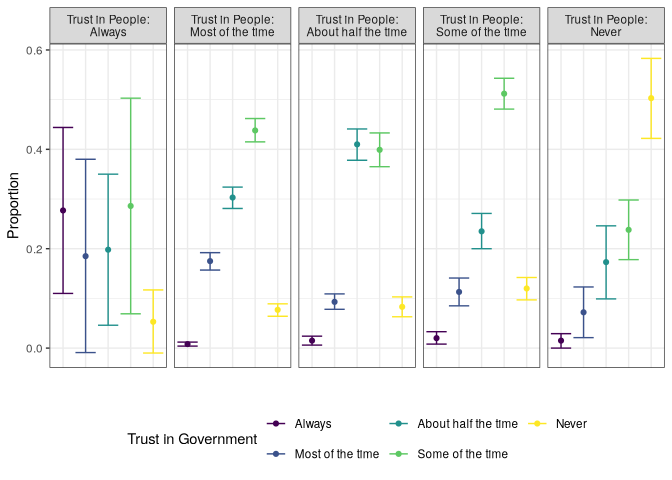 Trust in People:
Always
Trust in People:
Most of the time
Trust in People:
About half the time
Trust in People:
Some of the time
Trust in People:
Never
0.6
0.4
0.2
0.0
Proportion
Trust in Government
Always
Most of the time
About half the time
Some of the time
Never